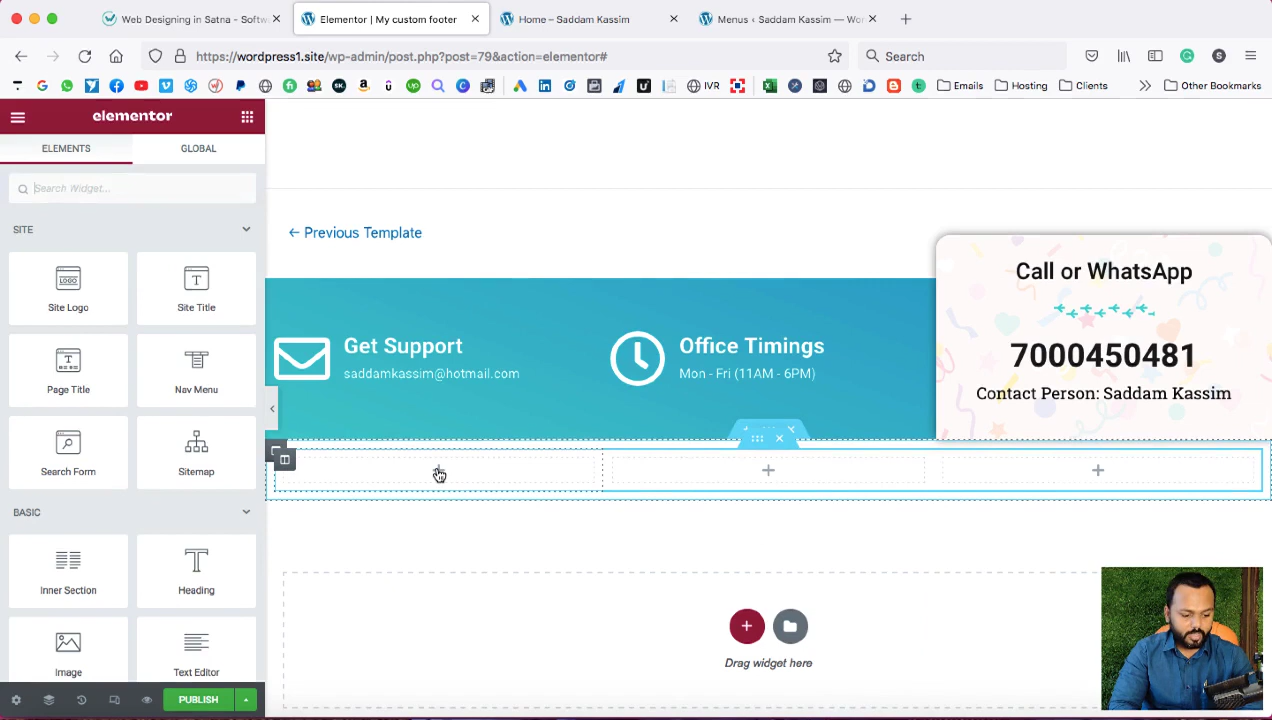 Web Designing in Satna - Softw
Elementor | My custom footer
Home – Saddam Kassim
Menus ‹ Saddam Kassim — Wor
https://wordpress1.site/wp-admin/post.php?post=79&action=elementor#
Search
IVR
Emails
Hosting
Clients
Other Bookmarks
elementor
ELEMENTS
GLOBAL
Search Widget...
SITE
Site Logo
Site Title
Page Title
Nav Menu
Search Form
Sitemap
BASIC
Inner Section
Heading
Image
Text Editor
PUBLISH
← Previous Template
Get Support
saddamkassim@hotmail.com
Office Timings
Mon - Fri (11AM - 6PM)
Call or WhatsApp
7000450481
Contact Person: Saddam Kassim
Drag widget here